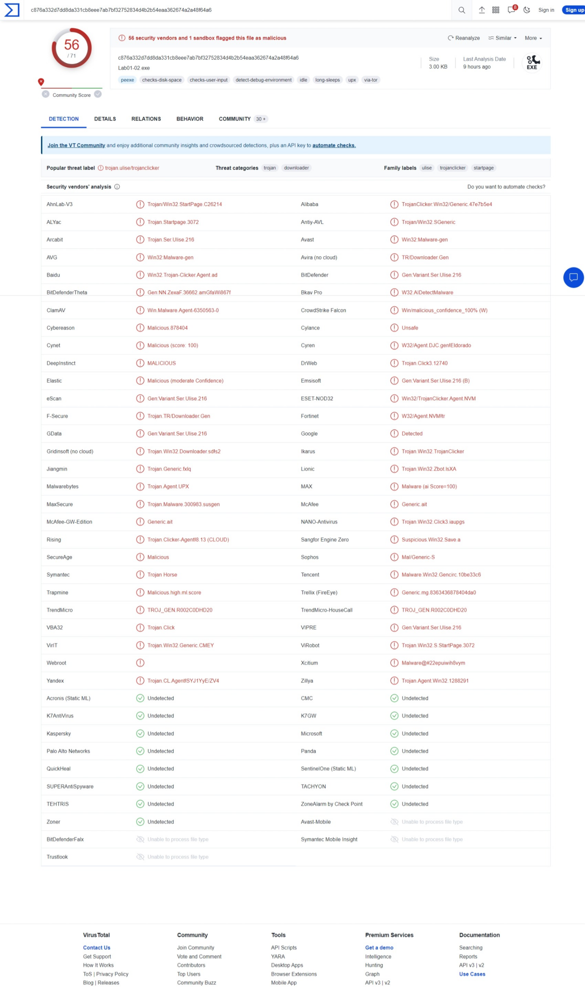 c876a332d7dd8da331cb8eee7ab7bf32752834d4b2b54eaa362674a2a48f64a6
8
Sign in
Sign up
56
/ 71
Community Score
56 security vendors and 1 sandbox flagged this file as malicious
Reanalyze
Similar
More
c876a332d7dd8da331cb8eee7ab7bf32752834d4b2b54eaa362674a2a48f64a6
Lab01-02.exe
Size
3.00 KB
Last Analysis Date
9 hours ago
EXE
peexe checks-disk-space checks-user-input detect-debug-environment idle long-sleeps upx via-tor
DETECTION DETAILS RELATIONS BEHAVIOR COMMUNITY 30 +
Join the VT Community and enjoy additional community insights and crowdsourced detections, plus an API key to automate checks.
Popular threat label trojan.ulise/trojanclicker Threat categories trojan downloader Family labels ulise trojanclicker startpage
Security vendors' analysis Do you want to automate checks?
AhnLab-V3 Trojan/Win32.StartPage.C26214 Alibaba TrojanClicker:Win32/Generic.47e7b5e4
ALYac Trojan.Startpage.3072 Antiy-AVL Trojan/Win32.SGeneric
Arcabit Trojan.Ser.Ulise.216 Avast Win32:Malware-gen
AVG Win32:Malware-gen Avira (no cloud) TR/Downloader.Gen
Baidu Win32.Trojan-Clicker.Agent.ad BitDefender Gen:Variant.Ser.Ulise.216
BitDefenderTheta Gen:NN.ZexaF.36662.amGfaWi867f Bkav Pro W32.AIDetectMalware
ClamAV Win.Malware.Agent-6350563-0 CrowdStrike Falcon Win/malicious_confidence_100% (W)
Cybereason Malicious.878404 Cylance Unsafe
Cynet Malicious (score: 100) Cyren W32/Agent.DJC.gen!Eldorado
DeepInstinct MALICIOUS DrWeb Trojan.Click3.12740
Elastic Malicious (moderate Confidence) Emsisoft Gen:Variant.Ser.Ulise.216 (B)
eScan Gen:Variant.Ser.Ulise.216 ESET-NOD32 Win32/TrojanClicker.Agent.NVM
F-Secure Trojan.TR/Downloader.Gen Fortinet W32/Agent.NVM!tr
GData Gen:Variant.Ser.Ulise.216 Google Detected
Gridinsoft (no cloud) Trojan.Win32.Downloader.sd!s2 Ikarus Trojan.Win32.TrojanClicker
Jiangmin Trojan.Generic.fxlq Lionic Trojan.Win32.Zbot.lsXA
Malwarebytes Trojan.Agent.UPX MAX Malware (ai Score=100)
MaxSecure Trojan.Malware.300983.susgen McAfee Generic.ait
McAfee-GW-Edition Generic.ait NANO-Antivirus Trojan.Win32.Click3.iaupgs
Rising Trojan.Clicker-Agent!8.13 (CLOUD) Sangfor Engine Zero Suspicious.Win32.Save.a
SecureAge Malicious Sophos Mal/Generic-S
Symantec Trojan Horse Tencent Malware.Win32.Gencirc.10be33c6
Trapmine Malicious.high.ml.score Trellix (FireEye) Generic.mg.8363436878404da0
TrendMicro TROJ_GEN.R002C0DHD20 TrendMicro-HouseCall TROJ_GEN.R002C0DHD20
VBA32 Trojan.Click VIPRE Gen:Variant.Ser.Ulise.216
VirIT Trojan.Win32.Generic.CMEY ViRobot Trojan.Win32.S.StartPage.3072
Webroot Xcitium Malware@#22epuiwih8vym
Yandex Trojan.CL.Agent!SYJ1YyE/ZV4 Zillya Trojan.Agent.Win32.1288291
Acronis (Static ML) Undetected CMC Undetected
K7AntiVirus Undetected K7GW Undetected
Kaspersky Undetected Microsoft Undetected
Palo Alto Networks Undetected Panda Undetected
QuickHeal Undetected SentinelOne (Static ML) Undetected
SUPERAntiSpyware Undetected TACHYON Undetected
TEHTRIS Undetected ZoneAlarm by Check Point Undetected
Zoner Undetected Avast-Mobile Unable to process file type
BitDefenderFalx Unable to process file type Symantec Mobile Insight Unable to process file type
Trustlook Unable to process file type
VirusTotal Community Tools Premium Services Documentation
Contact Us Join Community API Scripts Get a demo Searching
Get Support Vote and Comment YARA Intelligence Reports
How It Works Contributors Desktop Apps Hunting API v3 | v2
ToS | Privacy Policy Top Users Browser Extensions Graph Use Cases
Blog | Releases Community Buzz Mobile App API v3 | v2